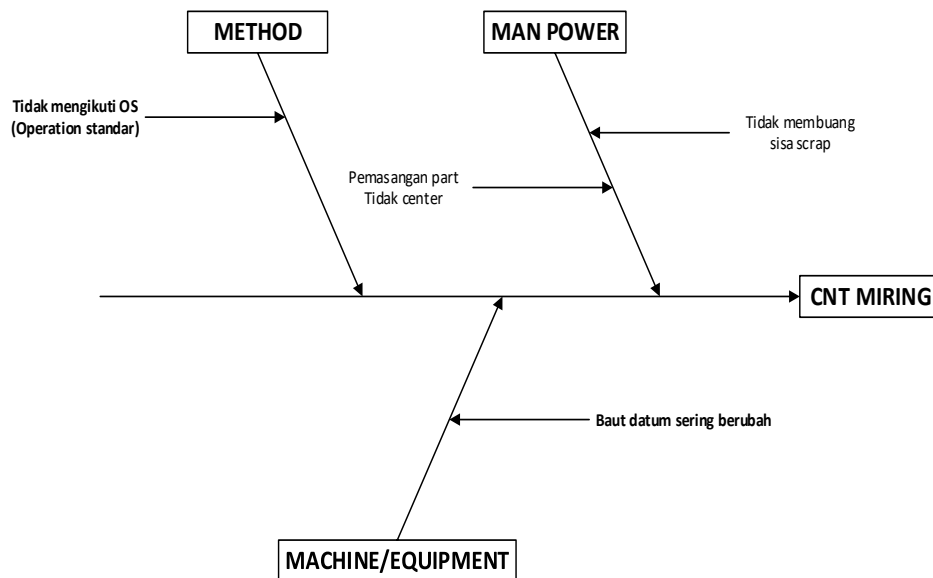 METHOD
MAN POWER
Tidak mengikuti OS
(Operation standar)
Tidak membuang
sisa scrap
Pemasangan part
Tidak center
CNT MIRING
Baut datum sering berubah
MACHINE/EQUIPMENT